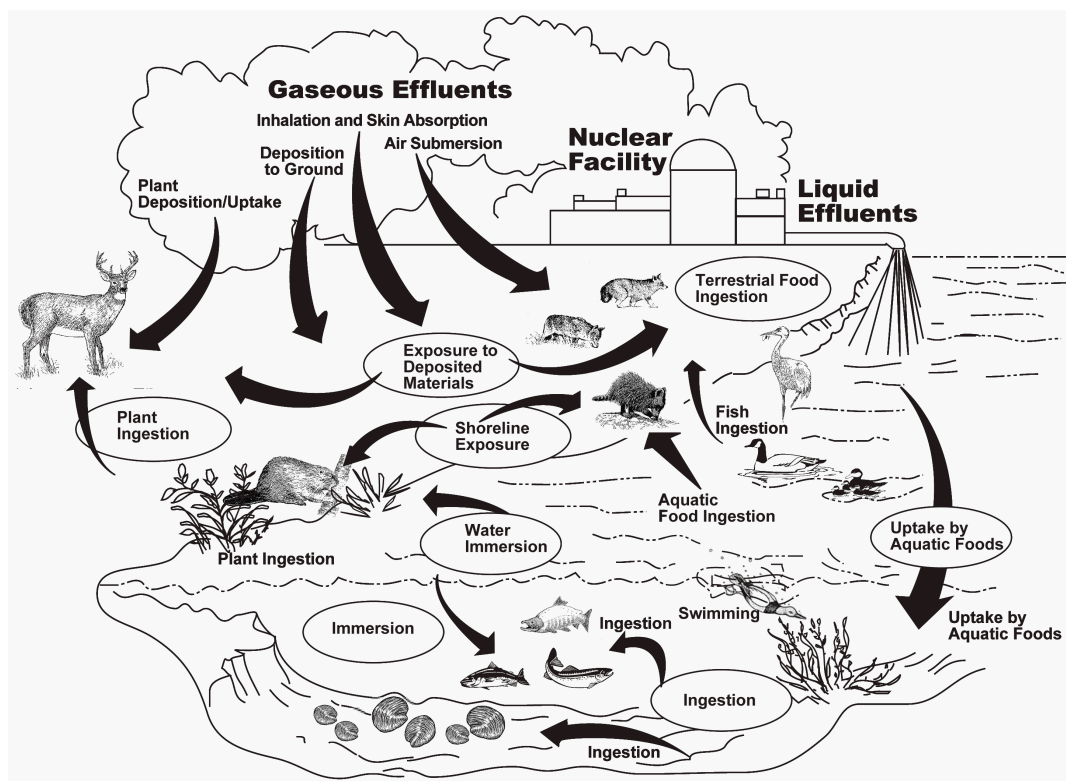 Gaseous Effluents
Inhalation and Skin Absorption
Air Submersion
Deposition
to Ground
Plant
Deposition/Uptake
Nuclear
Facility
Liquid
Effluents
Terrestrial Food
Ingestion
Exposure to
Deposited
Materials
Plant
Ingestion
Shoreline
Exposure
Fish
Ingestion
Aquatic
Food Ingestion
Water
Immersion
Plant Ingestion
Uptake by
Aquatic Foods
Swimming
Immersion
Ingestion
Uptake by
Aquatic Foods
Ingestion
Ingestion